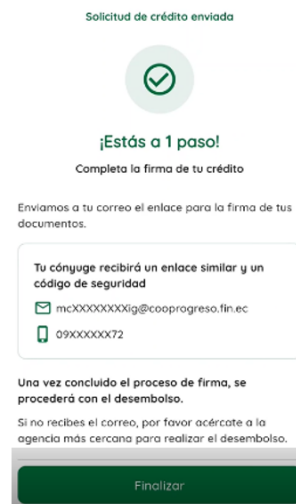 Solicitud de crédito enviada
¡Estás a 1 paso!
Completa la firma de tu crédito
Enviamos a tu correo el enlace para la firma de tus
documentos.
Tu cónyuge recibirá un enlace similar y un
código de seguridad
mcXXXXXXXXig@cooprogreso.fin.ec
09XXXXXX72
Una vez concluido el proceso de firma, se
procederá con el desembolso.
Si no recibes el correo, por favor acércate a la
agencia más cercana para realizar el desembolso.
Finalizar